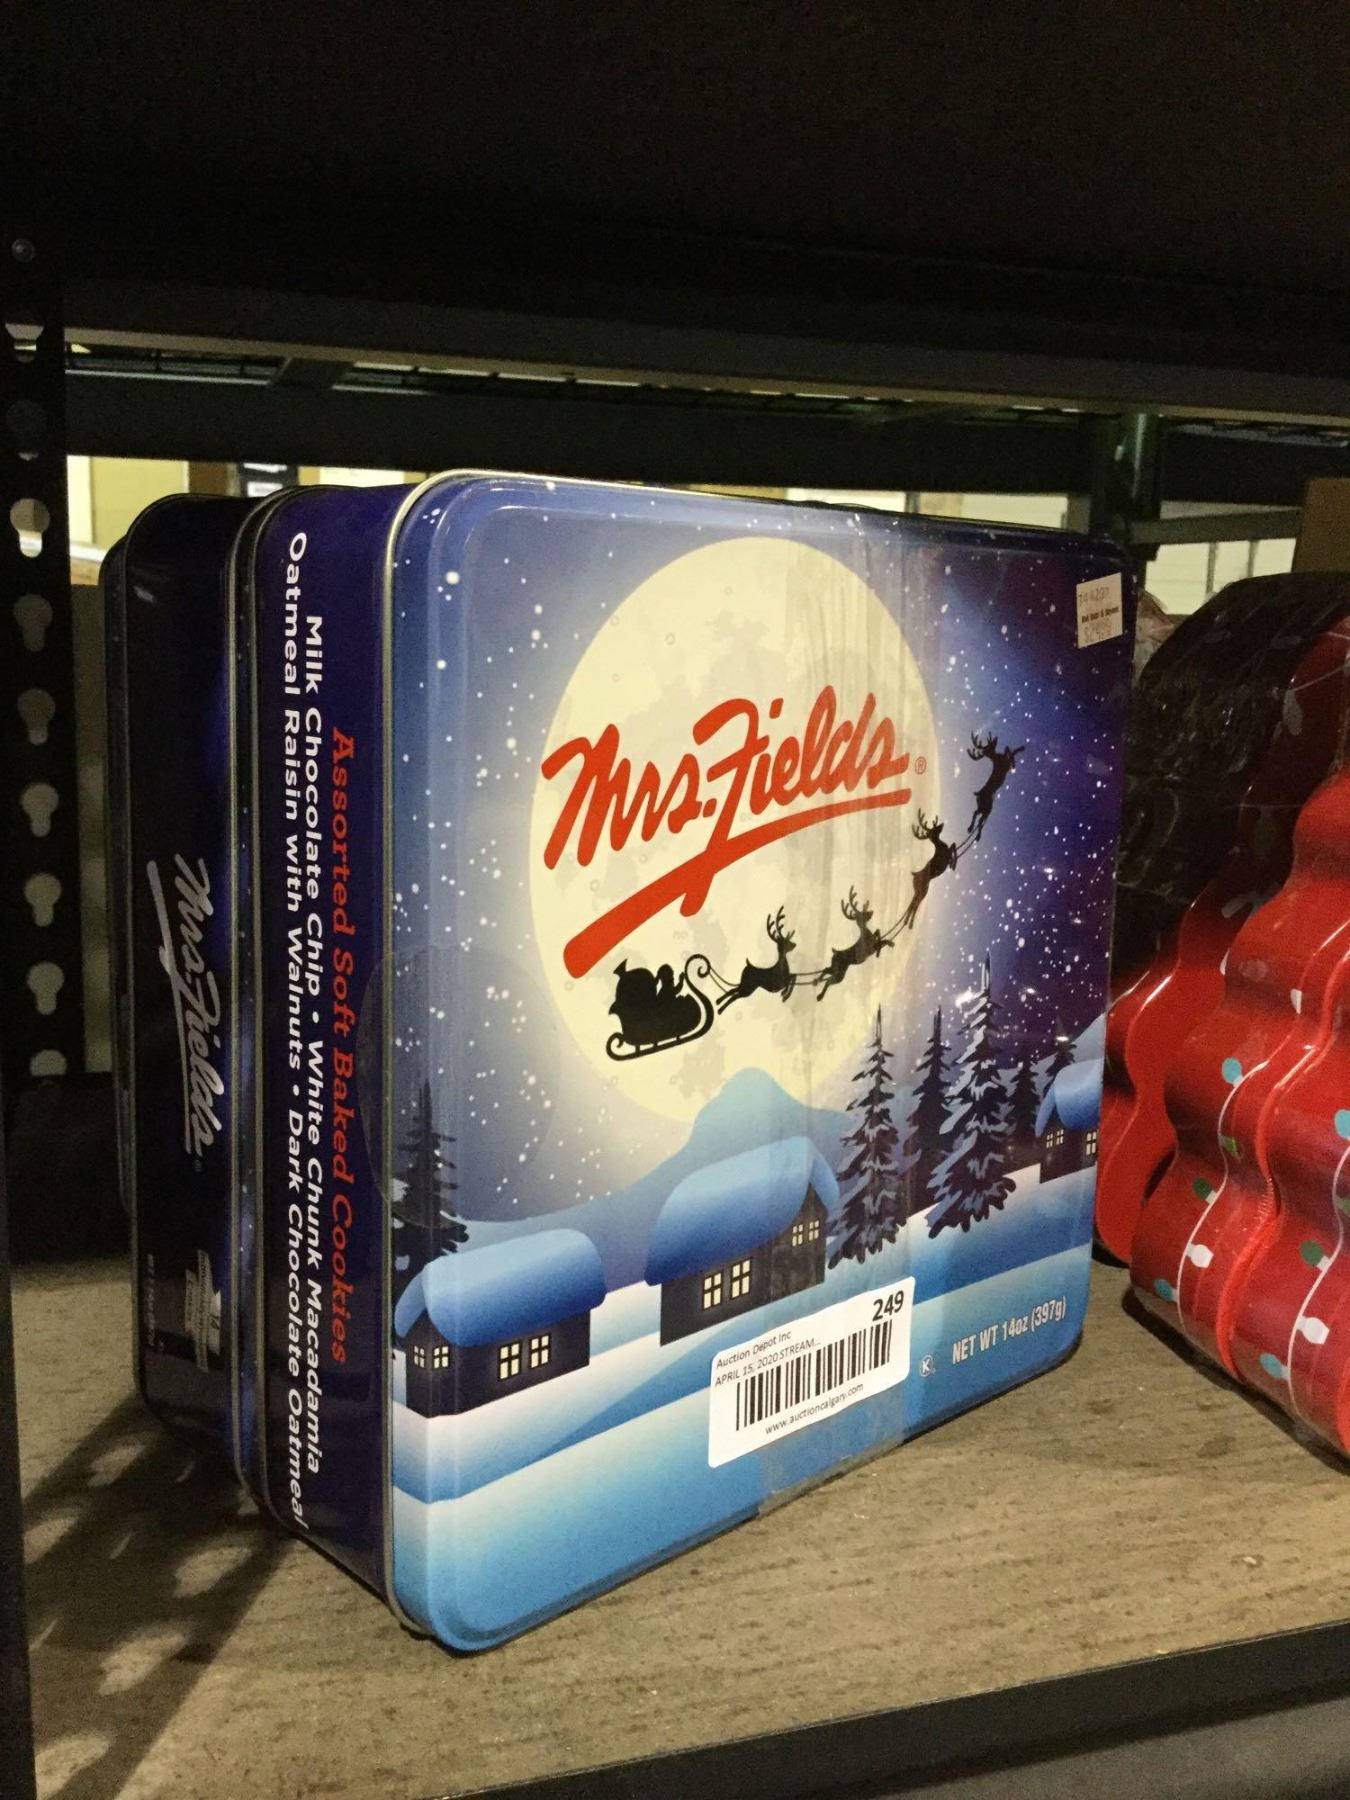 Mrs. Fields®
Assorted Soft Baked Cookies
Milk Chocolate Chip • White Chunk Macadamia
Oatmeal Raisin with Walnuts • Dark Chocolate Oatmeal
Mrs. Fields
249
Auction Depot Inc
APRIL 15, 2020 STREAM...
www.auctioncalgary.com
K
NET WT 14oz (397g)